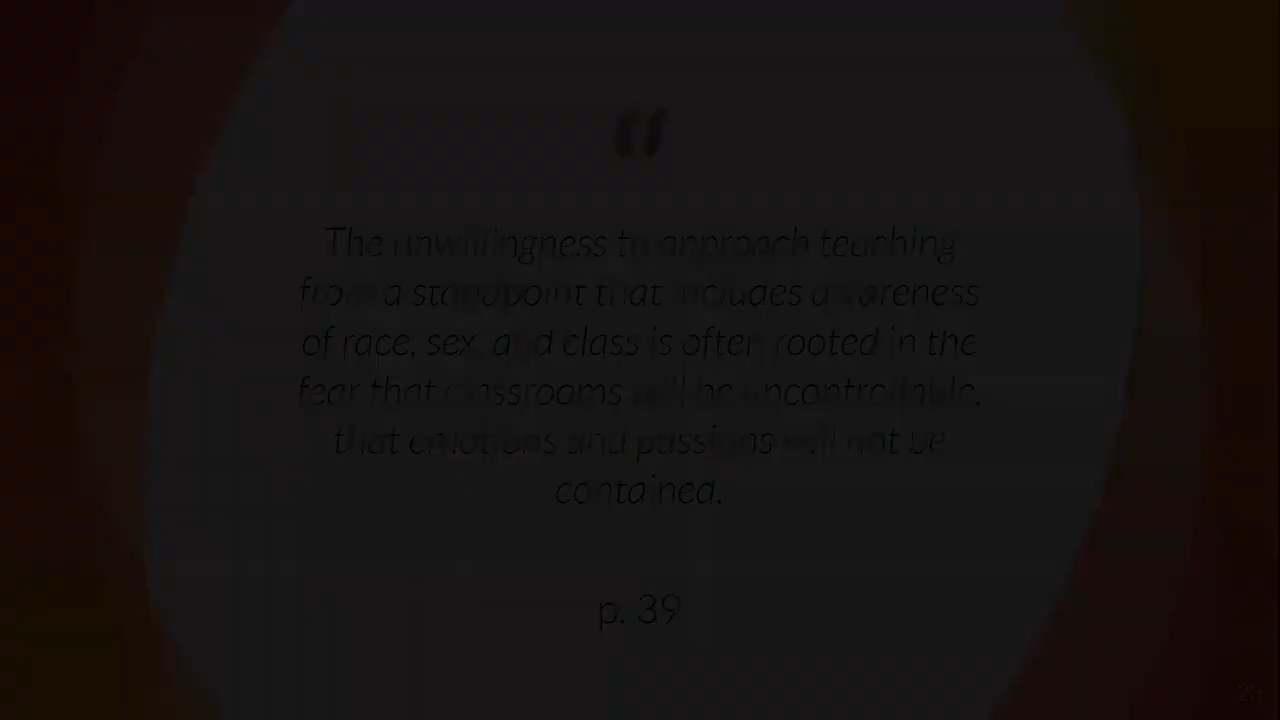 “
The unwillingness to approach teaching
from a standpoint that includes awareness
of race, sex, and class is often rooted in the
fear that classrooms will be uncontrollable,
that emotions and passions will not be
contained.
p. 39